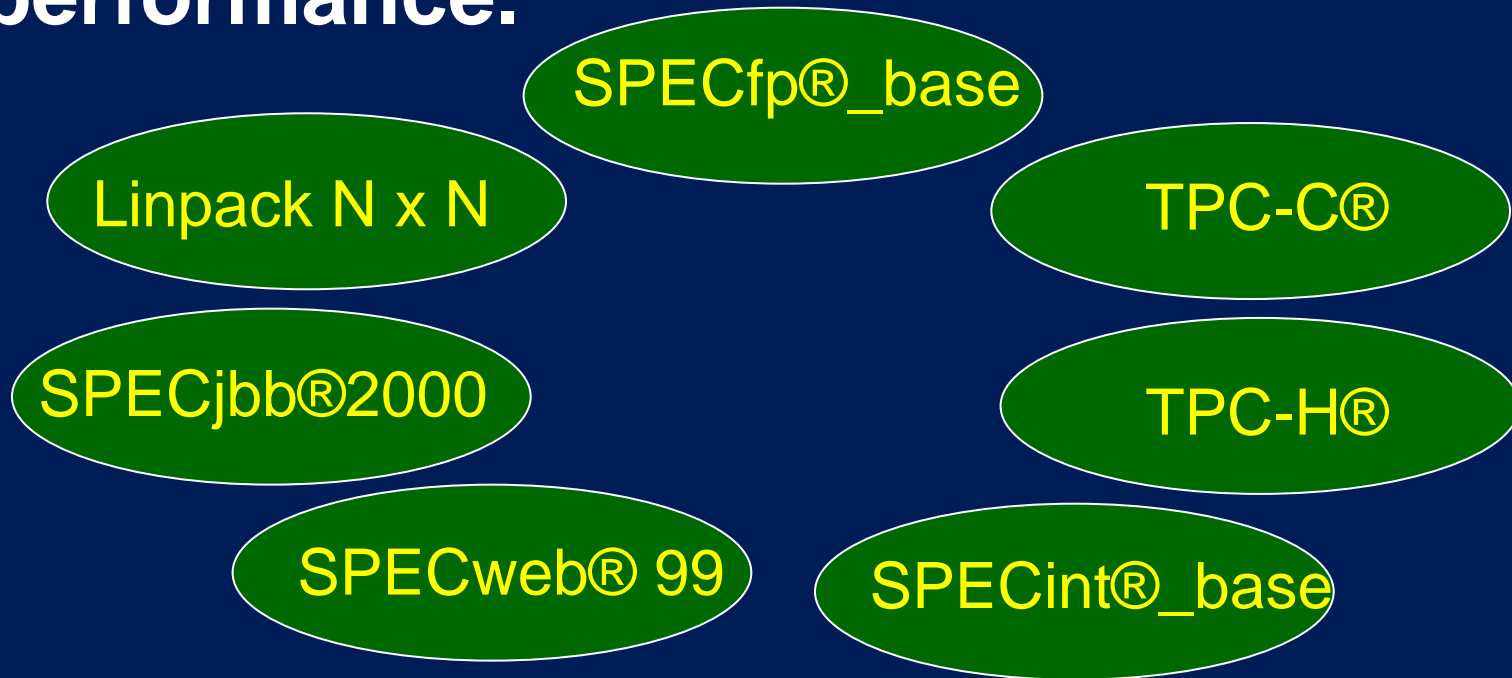 performance.
SPECfp®_base
Linpack N x N
TPC-C®
SPECjbb®2000
TPC-H®
SPECweb® 99
SPECint®_base